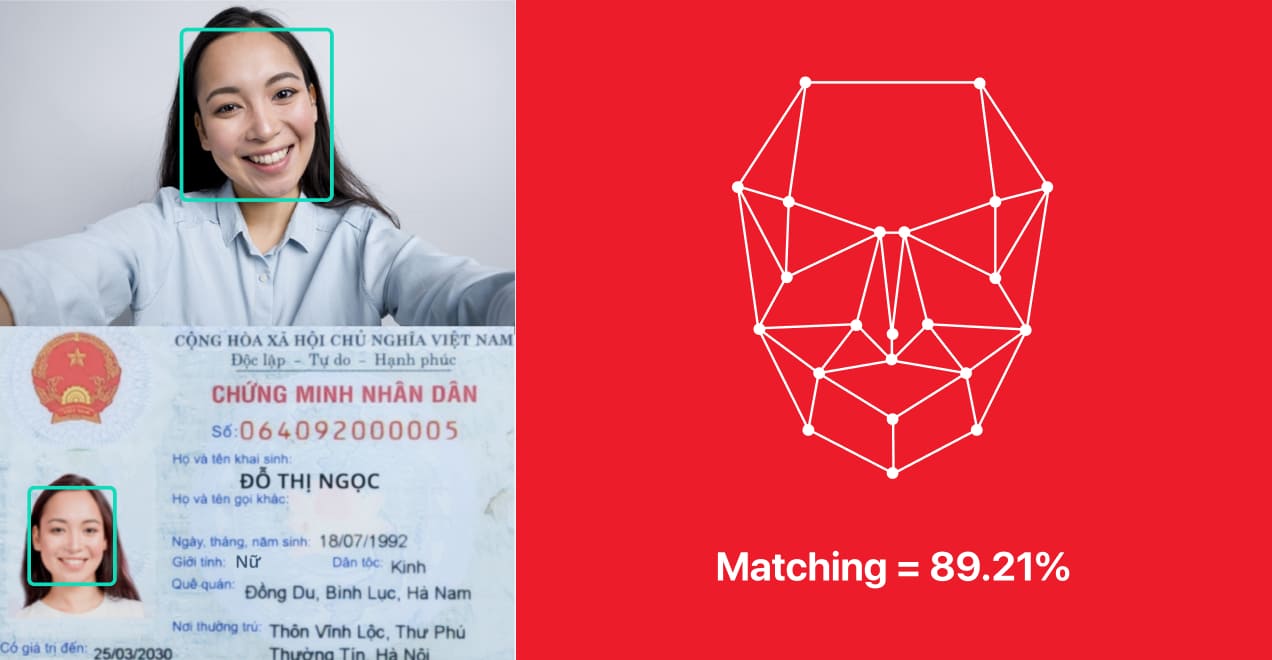 CỘNG HÒA XÃ HỘI CHỦ NGHĨA VIỆT NAM
Độc lập – Tự do – Hạnh phúc
CHỨNG MINH NHÂN DÂN
Số: 064092000005
Họ và tên khai sinh:
ĐỖ THỊ NGỌC
Họ và tên gọi khác:
Ngày, tháng, năm sinh: 18/07/1992
Giới tính: Nữ Dân tộc: Kinh
Quê quán: Đồng Du, Bình Lục, Hà Nam
Nơi thường trú: Thôn Vĩnh Lộc, Thư Phú
Thường Tín, Hà Nội
Có giá trị đến: 25/03/2030
Matching = 89.21%